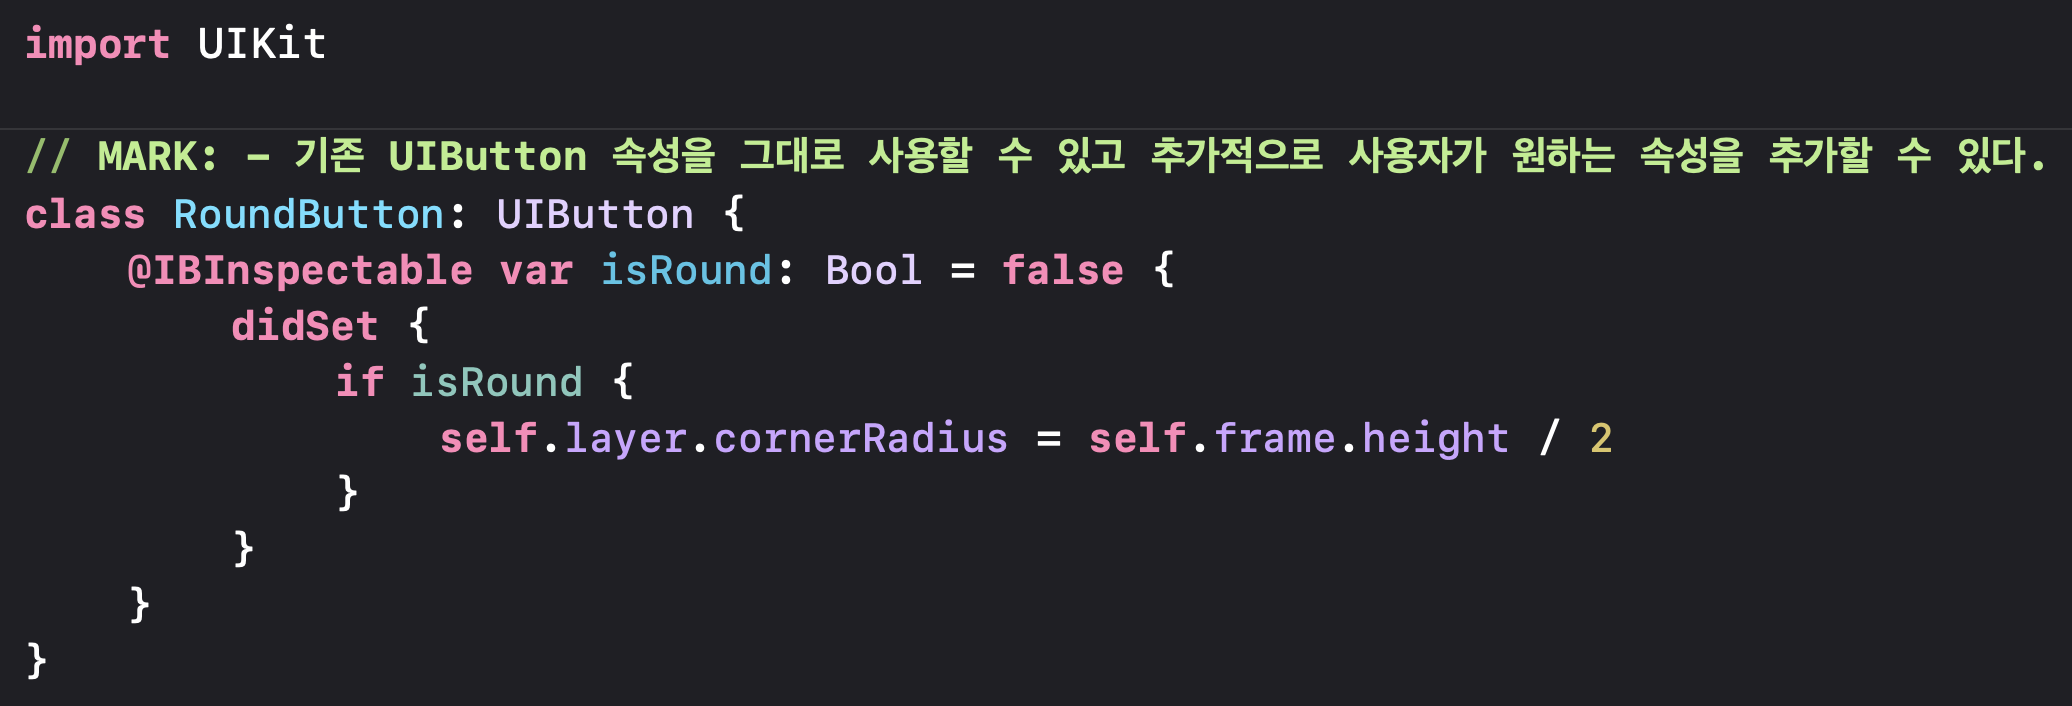 import UIKit
// MARK: - 기존 UIButton 속성을 그대로 사용할 수 있고 추가적으로 사용자가 원하는 속성을 추가할 수 있다.
class RoundButton: UIButton {
    @IBInspectable var isRound: Bool = false {
        didSet {
            if isRound {
                self.layer.cornerRadius = self.frame.height / 2
            }
        }
    }
}